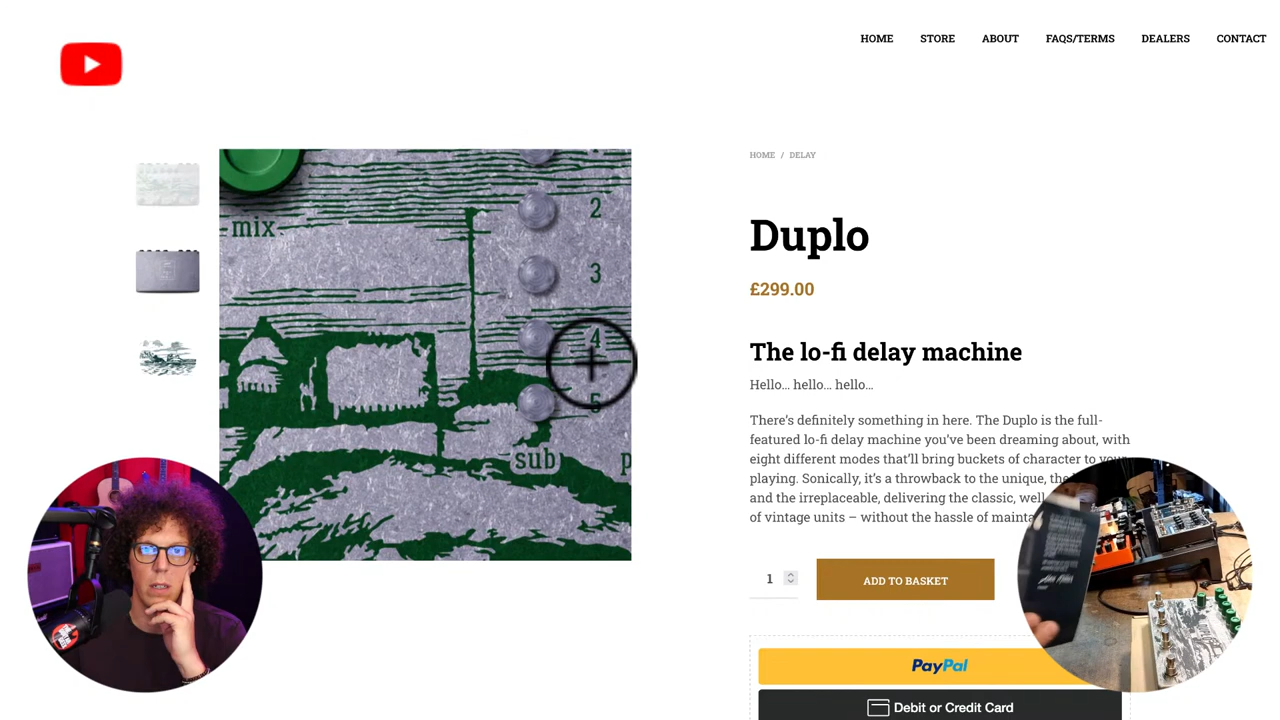 HOME STORE ABOUT FAQS/TERMS DEALERS CONTACT
HOME / DELAY
mix
2
3
4
5
sub
Duplo
£299.00
The lo-fi delay machine
Hello... hello... hello...
There's definitely something in here. The Duplo is the full-
featured lo-fi delay machine you've been dreaming about, with
eight different modes that'll bring buckets of character to your
playing. Sonically, it's a throwback to the unique, the
and the irreplaceable, delivering the classic, well
of vintage units – without the hassle of
1
ADD TO BASKET
PayPal
Debit or Credit Card